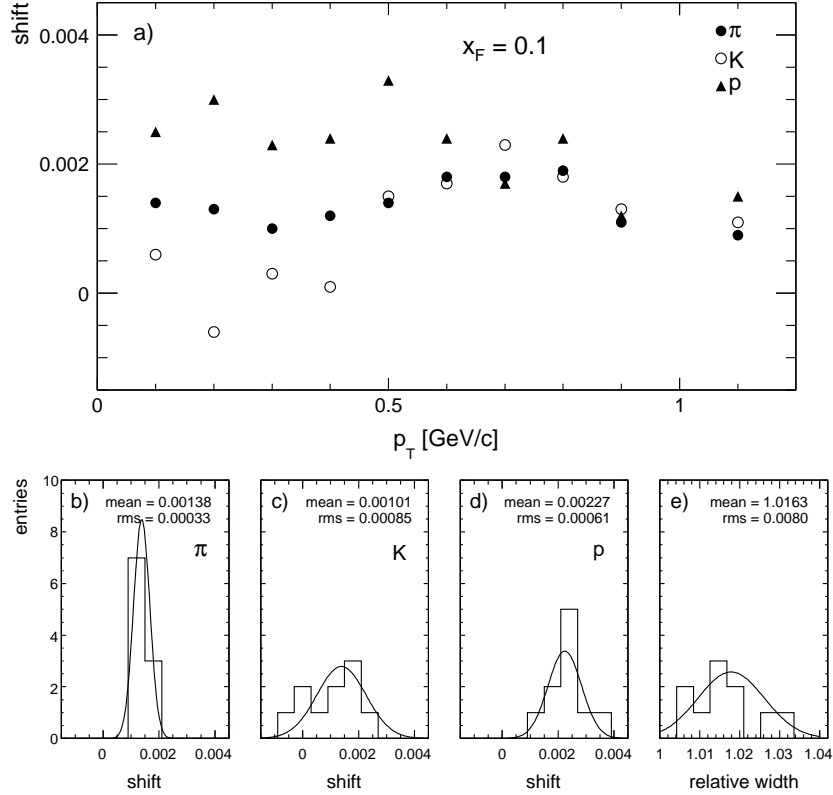 shift
a)
x_F = 0.1
π
K
p
0.004
0.002
0
0 0.5 1
p_T [GeV/c]
entries
10
8
6
4
2
0
b)
mean = 0.00138
rms = 0.00033
π
0 0.002 0.004
shift
c)
mean = 0.00101
rms = 0.00085
K
0 0.002 0.004
shift
d)
mean = 0.00227
rms = 0.00061
p
0 0.002 0.004
shift
e)
mean = 1.0163
rms = 0.0080
1 1.01 1.02 1.03 1.04
relative width